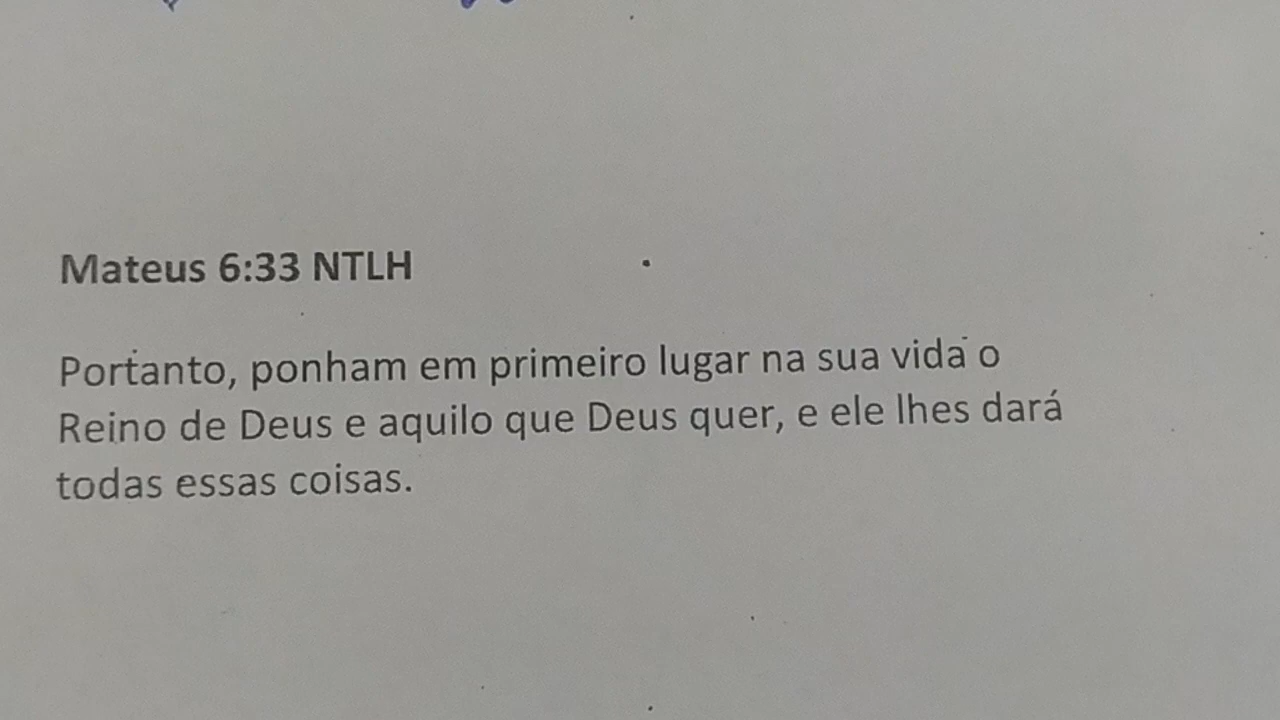 Mateus 6:33 NTLH
Portanto, ponham em primeiro lugar na sua vida o
Reino de Deus e aquilo que Deus quer, e ele lhes dará
todas essas coisas.